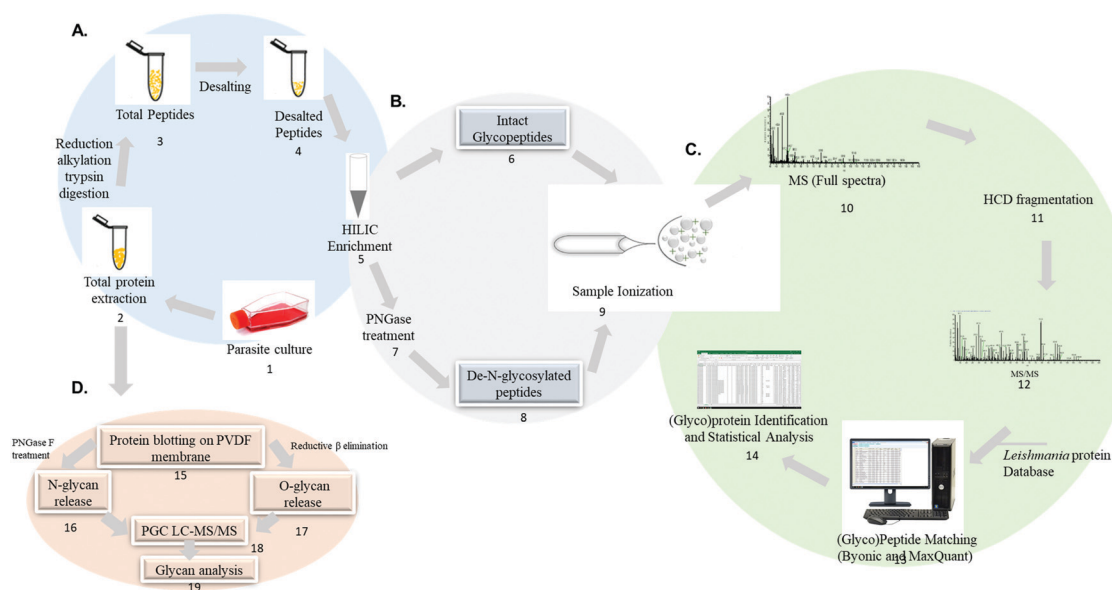 A.
Total Peptides
3
Desalting
Desalted
Peptides
4
Reduction
alkylation
trypsin
digestion
Total protein
extraction
2
Parasite culture
1
HILIC
Enrichment
5
B.
Intact
Glycopeptides
6
PNGase
treatment
7
De-N-glycosylated
peptides
8
Sample Ionization
9
C.
MS (Full spectra)
10
HCD fragmentation
11
MS/MS
12
Leishmania protein
Database
(Glyco)Peptide Matching
(Byonic and MaxQuant)
13
(Glyco)protein Identification
and Statistical Analysis
14
D.
PNGase F
treatment
Protein blotting on PVDF
membrane
15
Reductive β elimination
N-glycan
release
16
O-glycan
release
17
PGC LC-MS/MS
18
Glycan analysis
19